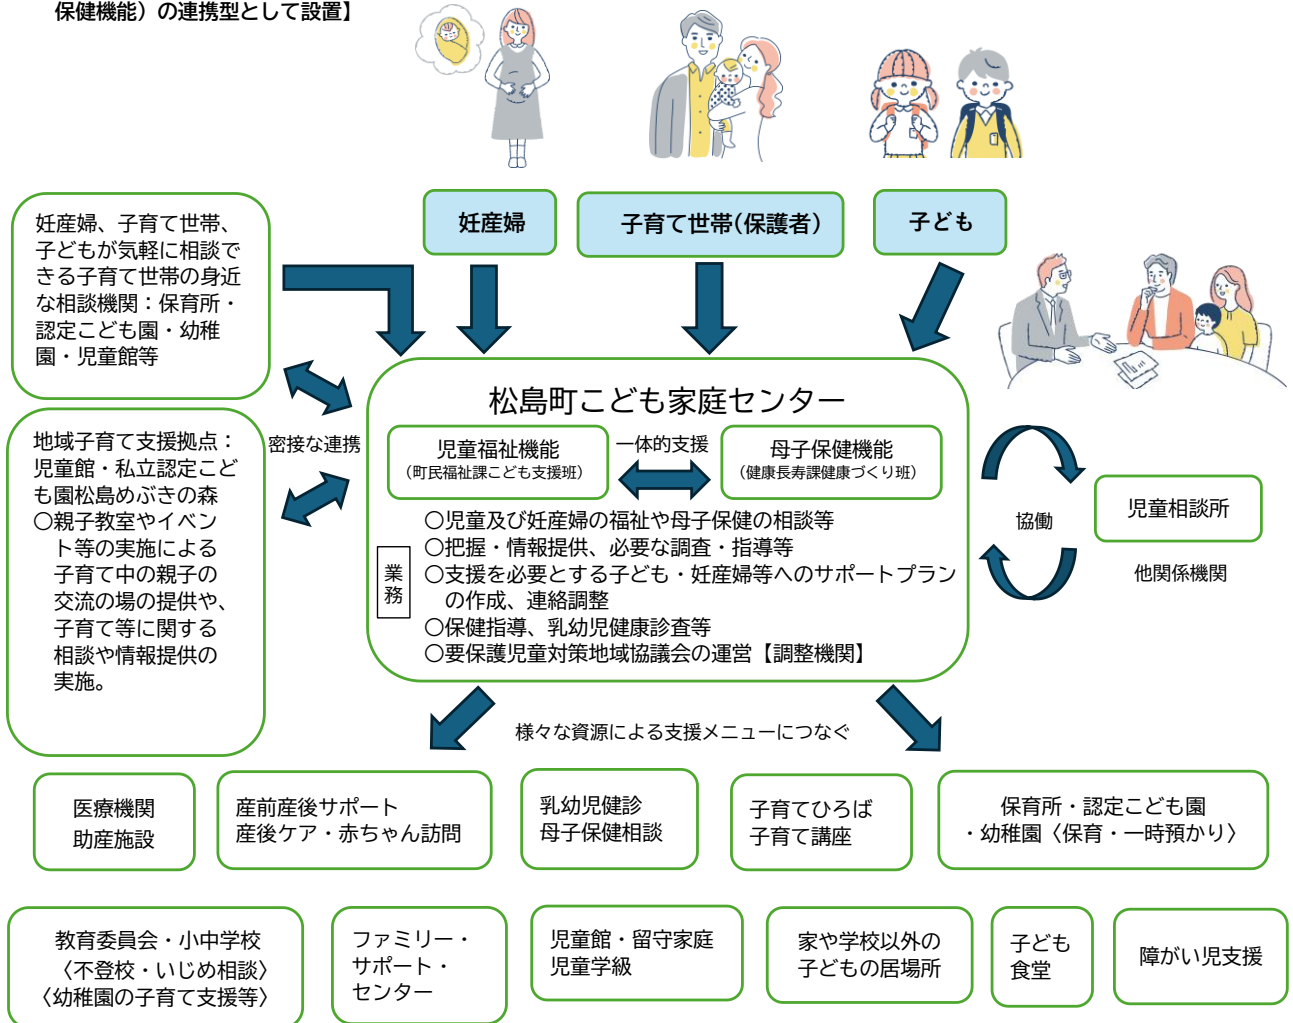 保健機能）の連携型として設置】
妊産婦
子育て世帯(保護者)
子ども
妊産婦、子育て世帯、
子どもが気軽に相談で
きる子育て世帯の身近
な相談機関：保育所・
認定こども園・幼稚
園・児童館等
密接な連携
地域子育て支援拠点：
児童館・私立認定こど
も園松島めぶきの森
〇親子教室やイベン
ト等の実施による
子育て中の親子の
交流の場の提供や、
子育て等に関する
相談や情報提供の
実施。
松島町こども家庭センター
児童福祉機能
（町民福祉課こども支援班）
一体的支援
母子保健機能
（健康長寿課健康づくり班）
業務
〇児童及び妊産婦の福祉や母子保健の相談等
〇把握・情報提供、必要な調査・指導等
〇支援を必要とする子ども・妊産婦等へのサポートプラン
の作成、連絡調整
〇保健指導、乳幼児健康診査等
〇要保護児童対策地域協議会の運営【調整機関】
協働
児童相談所
他関係機関
様々な資源による支援メニューにつなぐ
医療機関
助産施設
産前産後サポート
産後ケア・赤ちゃん訪問
乳幼児健診
母子保健相談
子育てひろば
子育て講座
保育所・認定こども園
・幼稚園〈保育・一時預かり〉
教育委員会・小中学校
〈不登校・いじめ相談〉
〈幼稚園の子育て支援等〉
ファミリー・
サポート・
センター
児童館・留守家庭
児童学級
家や学校以外の
子どもの居場所
子ども
食堂
障がい児支援